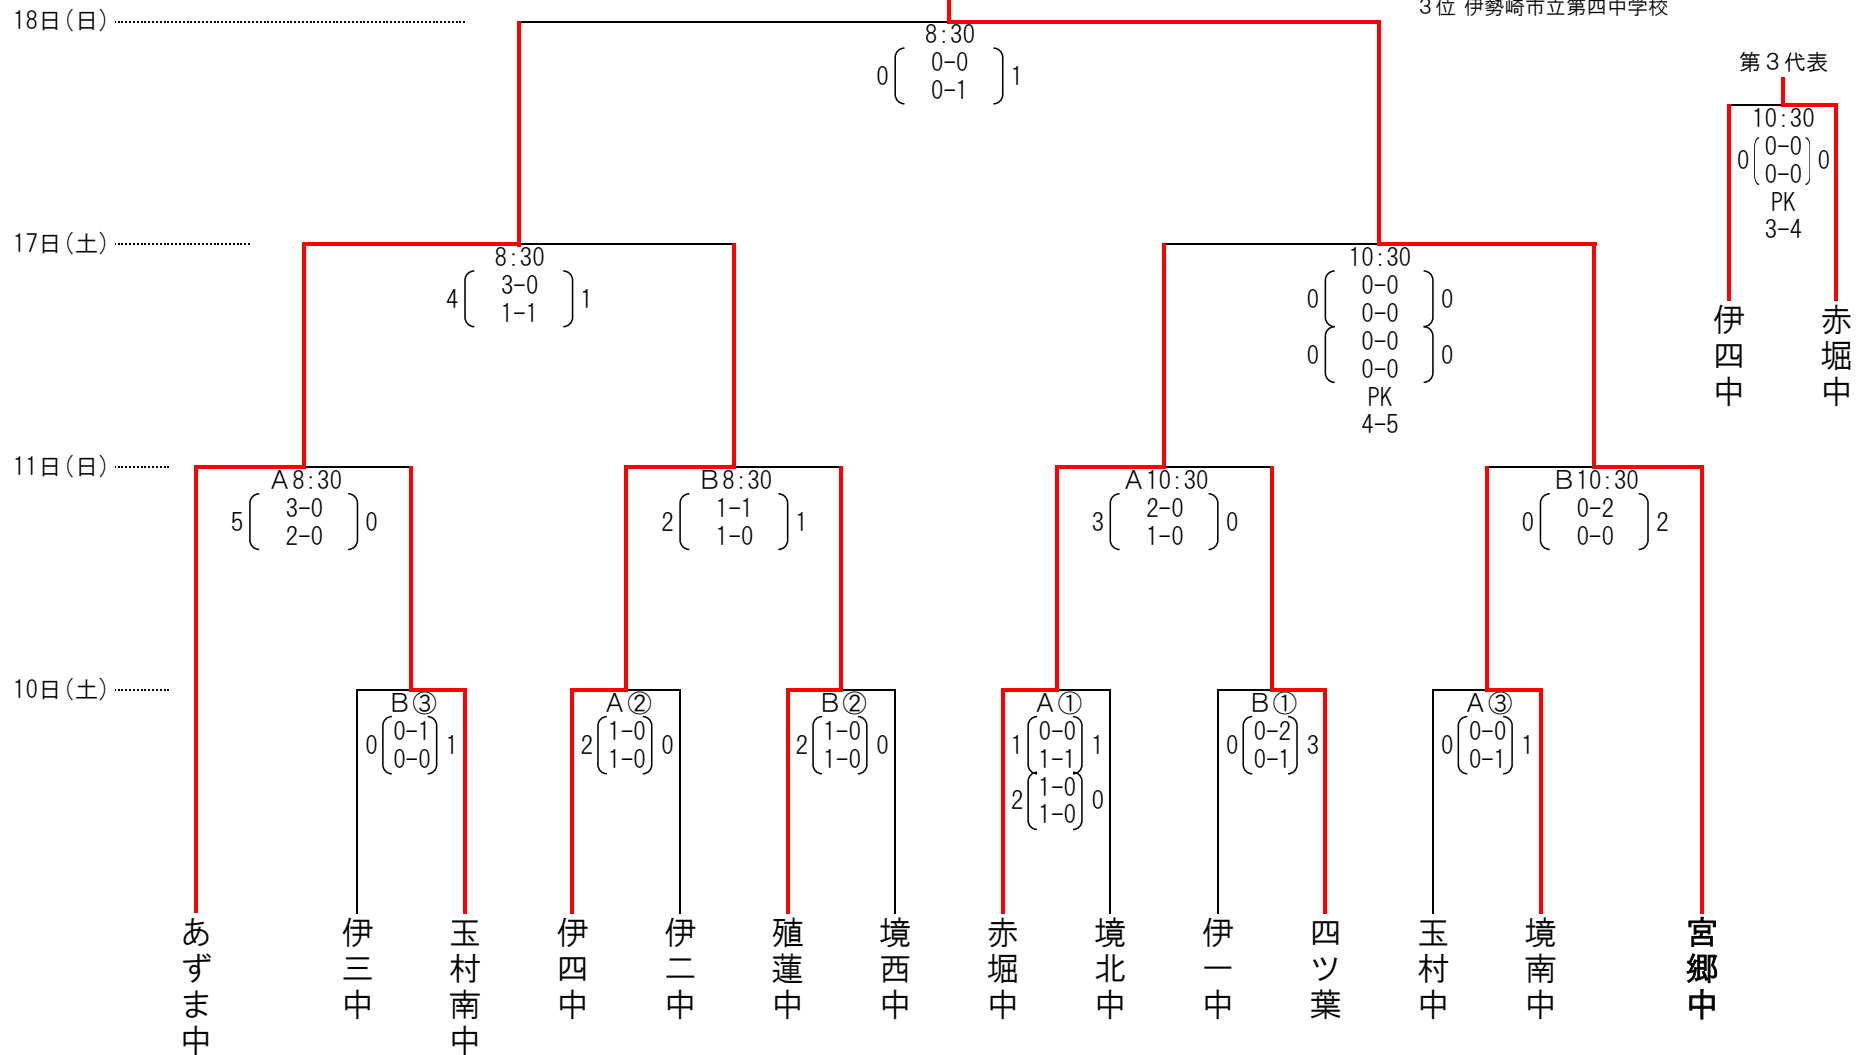 ３位 伊勢崎市立第四中学校
18日（日）
8:30
0 0-0 1
0-1
第３代表
10:30
0 0-0 0
0-0
PK
3-4
伊四中
赤堀中
17日（土）
8:30
4 3-0 1
1-1
10:30
0 0-0 0
0-0
0 0-0 0
0-0
PK
4-5
11日（日）
Ａ8:30
5 3-0 0
2-0
Ｂ8:30
2 1-1 1
1-0
Ａ10:30
3 2-0 0
1-0
Ｂ10:30
0 0-2 2
0-0
10日（土）
Ｂ③
0 0-1 1
0-0
Ａ②
2 1-0 0
1-0
Ｂ②
2 1-0 0
1-0
Ａ①
1 0-0 1
1-1
2 1-0 0
1-0
Ｂ①
0 0-2 3
0-1
Ａ③
0 0-0 1
0-1
あずま中
伊三中
玉村南中
伊四中
伊二中
殖蓮中
境西中
赤堀中
境北中
伊一中
四ツ葉
玉村中
境南中
宮郷中